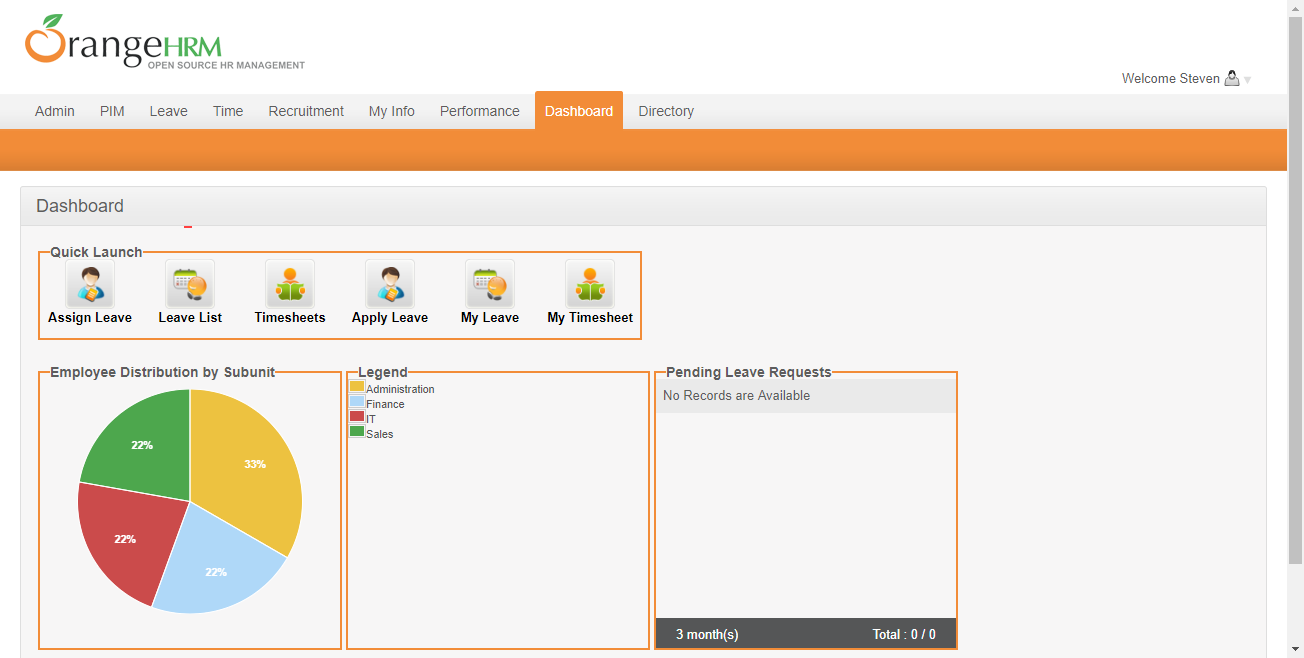 OrangeHRM
OPEN SOURCE HR MANAGEMENT
Welcome Steven
Admin PIM Leave Time Recruitment My Info Performance Dashboard Directory
Dashboard
Quick Launch
Assign Leave Leave List Timesheets Apply Leave My Leave My Timesheet
Employee Distribution by Subunit
22%
33%
22%
22%
Legend
Administration
Finance
IT
Sales
Pending Leave Requests
No Records are Available
3 month(s) Total : 0 / 0